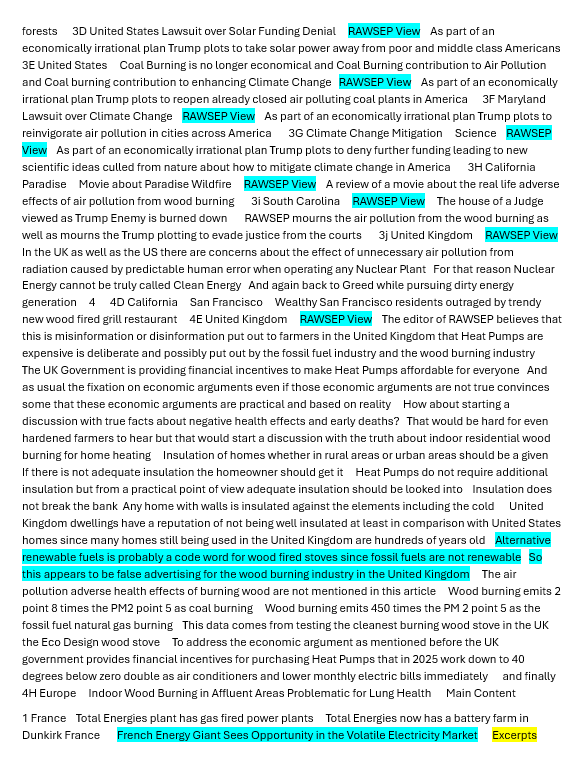 forests 3D United States Lawsuit over Solar Funding Denial RAWSEP View As part of an
economically irrational plan Trump plots to take solar power away from poor and middle class Americans
3E United States Coal Burning is no longer economical and Coal Burning contribution to Air Pollution
and Coal burning contribution to enhancing Climate Change RAWSEP View As part of an economically
irrational plan Trump plots to reopen already closed air polluting coal plants in America 3F Maryland
Lawsuit over Climate Change RAWSEP View As part of an economically irrational plan Trump plots to
reinvigorate air pollution in cities across America 3G Climate Change Mitigation Science RAWSEP
View As part of an economically irrational plan Trump plots to deny further funding leading to new
scientific ideas culled from nature about how to mitigate climate change in America 3H California
Paradise Movie about Paradise Wildfire RAWSEP View A review of a movie about the real life adverse
effects of air pollution from wood burning 3i South Carolina RAWSEP View The house of a Judge
viewed as Trump Enemy is burned down RAWSEP mourns the air pollution from the wood burning as
well as mourns the Trump plotting to evade justice from the courts 3j United Kingdom RAWSEP View
In the UK as well as the US there are concerns about the effect of unnecessary air pollution from
radiation caused by predictable human error when operating any Nuclear Plant For that reason Nuclear
Energy cannot be truly called Clean Energy And again back to Greed while pursuing dirty energy
generation 4 4D California San Francisco Wealthy San Francisco residents outraged by trendy
new wood fired grill restaurant 4E United Kingdom RAWSEP View The editor of RAWSEP believes that
this is misinformation or disinformation put out to farmers in the United Kingdom that Heat Pumps are
expensive is deliberate and possibly put out by the fossil fuel industry and the wood burning industry
The UK Government is providing financial incentives to make Heat Pumps affordable for everyone And
as usual the fixation on economic arguments even if those economic arguments are not true convinces
some that these economic arguments are practical and based on reality How about starting a
discussion with true facts about negative health effects and early deaths? That would be hard for even
hardened farmers to hear but that would start a discussion with the truth about indoor residential wood
burning for home heating Insulation of homes whether in rural areas or urban areas should be a given
If there is not adequate insulation the homeowner should get it Heat Pumps do not require additional
insulation but from a practical point of view adequate insulation should be looked into Insulation does
not break the bank Any home with walls is insulated against the elements including the cold United
Kingdom dwellings have a reputation of not being well insulated at least in comparison with United States
homes since many homes still being used in the United Kingdom are hundreds of years old Alternative
renewable fuels is probably a code word for wood fired stoves since fossil fuels are not renewable So
this appears to be false advertising for the wood burning industry in the United Kingdom The air
pollution adverse health effects of burning wood are not mentioned in this article Wood burning emits 2
point 8 times the PM2 point 5 as coal burning Wood burning emits 450 times the PM 2 point 5 as the
fossil fuel natural gas burning This data comes from testing the cleanest burning wood stove in the UK
the Eco Design wood stove To address the economic argument as mentioned before the UK
government provides financial incentives for purchasing Heat Pumps that in 2025 work down to 40
degrees below zero double as air conditioners and lower monthly electric bills immediately and finally
4H Europe Indoor Wood Burning in Affluent Areas Problematic for Lung Health Main Content
1 France Total Energies plant has gas fired power plants Total Energies now has a battery farm in
Dunkirk France French Energy Giant Sees Opportunity in the Volatile Electricity Market Excerpts